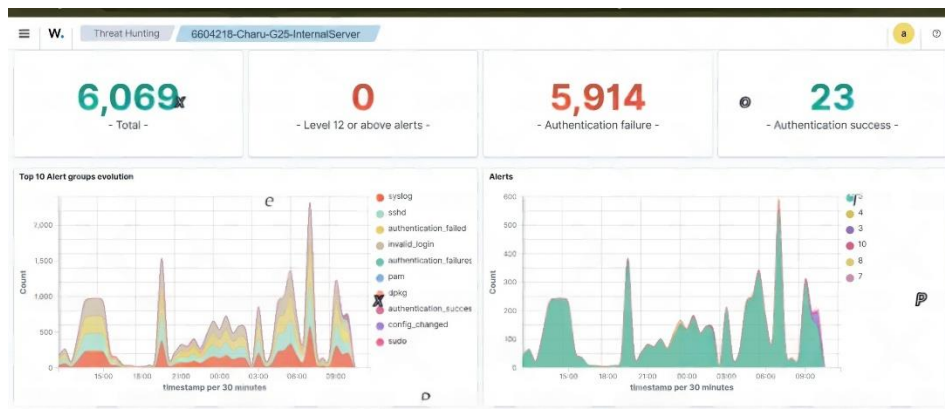 W. Threat Hunting 6604218-Charu-G25-InternalServer a
6,069 0 5,914 23
- Total - - Level 12 or above alerts - - Authentication failure - - Authentication success -
x o
Top 10 Alert groups evolution
e
2,000
1,500
1,000
500
0
Count
15:00 18:00 21:00 00:00 03:00 06:00 09:00
timestamp per 30 minutes
syslog
sshd
authentication_failed
invalid_login
authentication_failures
pam
dpkg
authentication_succes
config_changed
sudo
X
p
Alerts
600
500
400
300
200
100
0
Count
15:00 18:00 21:00 00:00 03:00 06:00 09:00
timestamp per 30 minutes
4
3
10
8
7
P